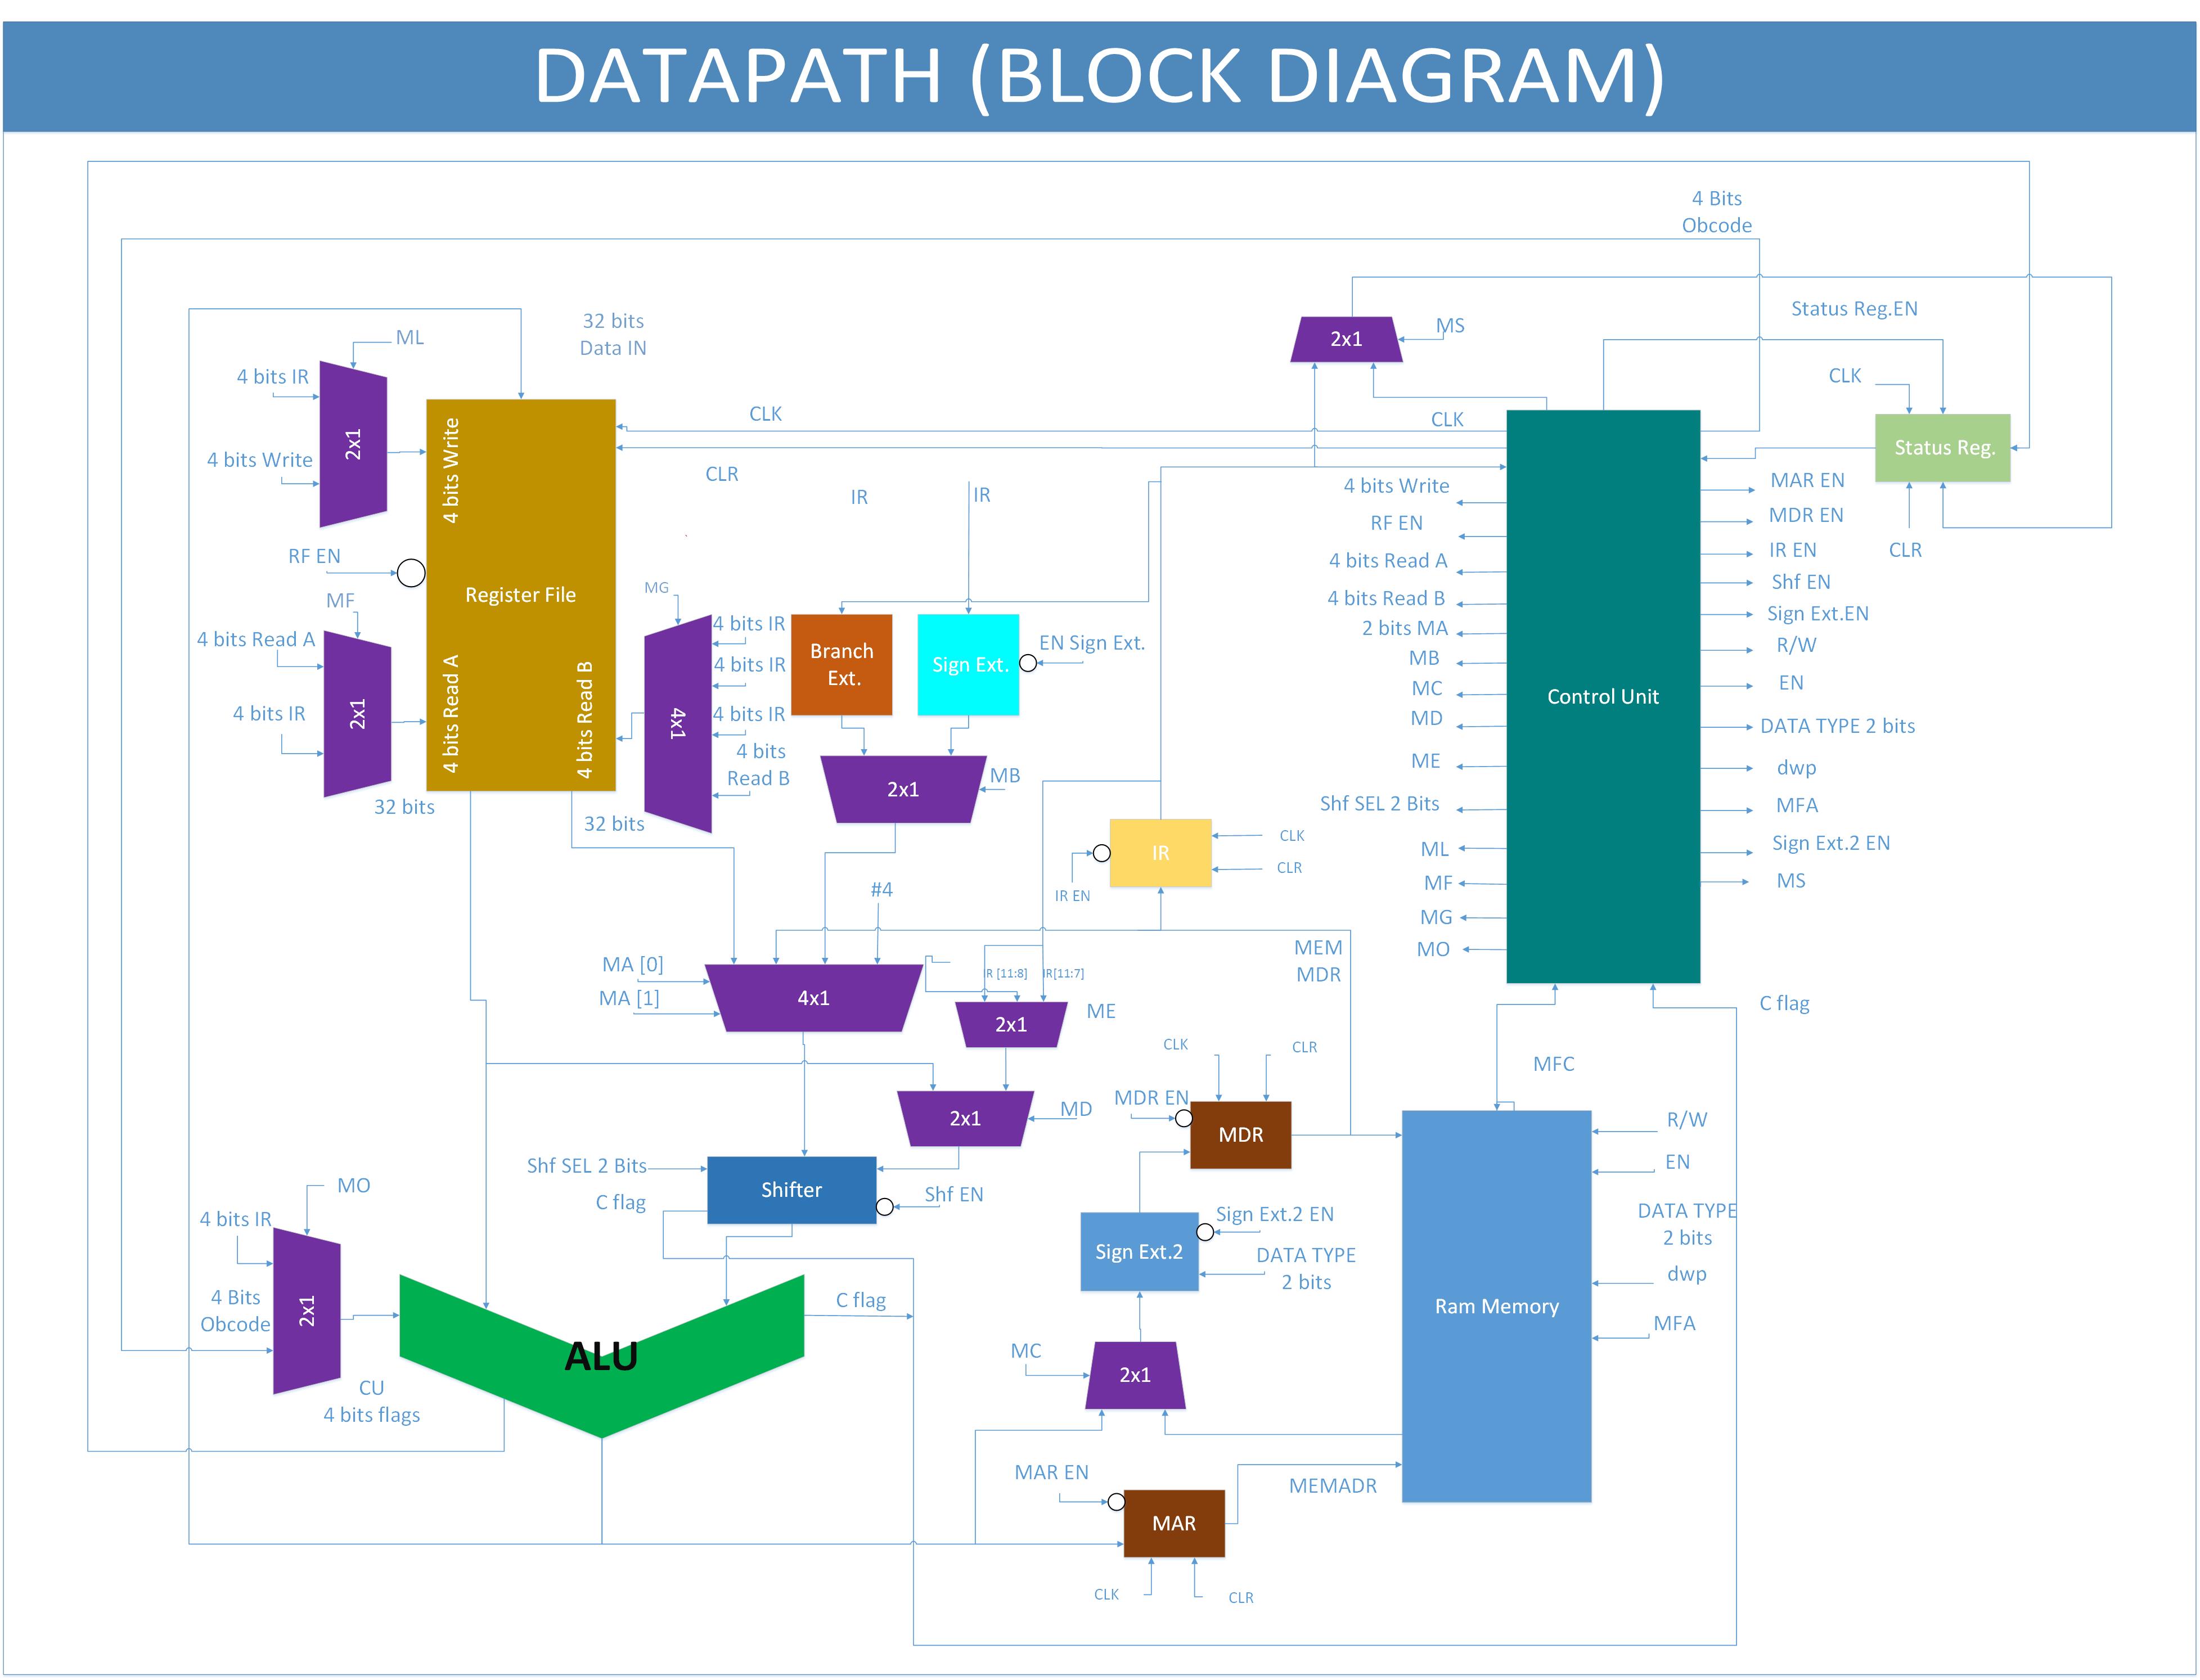 DATAPATH (BLOCK DIAGRAM)
4 Bits
Obcode
Status Reg.EN
32 bits
Data IN
ML
4 bits IR
4 bits Write
2x1
4 bits Write
RF EN
MF
4 bits Read A
4 bits IR
2x1
4 bits Read A
Register File
4 bits Read B
32 bits
32 bits
CLK
CLR
MG
4x1
4 bits IR
4 bits IR
4 bits IR
4 bits
Read B
IR
IR
Branch
Ext.
Sign Ext.
EN Sign Ext.
2x1
MB
2x1
MS
CLK
4 bits Write
RF EN
4 bits Read A
4 bits Read B
2 bits MA
MB
MC
MD
ME
Shf SEL 2 Bits
ML
MF
MG
MO
Control Unit
CLK
Status Reg.
CLR
MAR EN
MDR EN
IR EN
Shf EN
Sign Ext.EN
R/W
EN
DATA TYPE 2 bits
dwp
MFA
Sign Ext.2 EN
MS
IR
CLK
CLR
IR EN
#4
MA [0]
MA [1]
4x1
IR [11:8]
IR[11:7]
2x1
ME
MEM
MDR
C flag
MFC
2x1
MD
CLK
CLR
MDR EN
MDR
Shf SEL 2 Bits
C flag
Shifter
Shf EN
Sign Ext.2
Sign Ext.2 EN
DATA TYPE
2 bits
R/W
EN
DATA TYPE
2 bits
dwp
MFA
Ram Memory
MO
4 bits IR
4 Bits
Obcode
2x1
CU
4 bits flags
ALU
C flag
MC
2x1
MAR EN
MAR
MEMADR
CLK
CLR